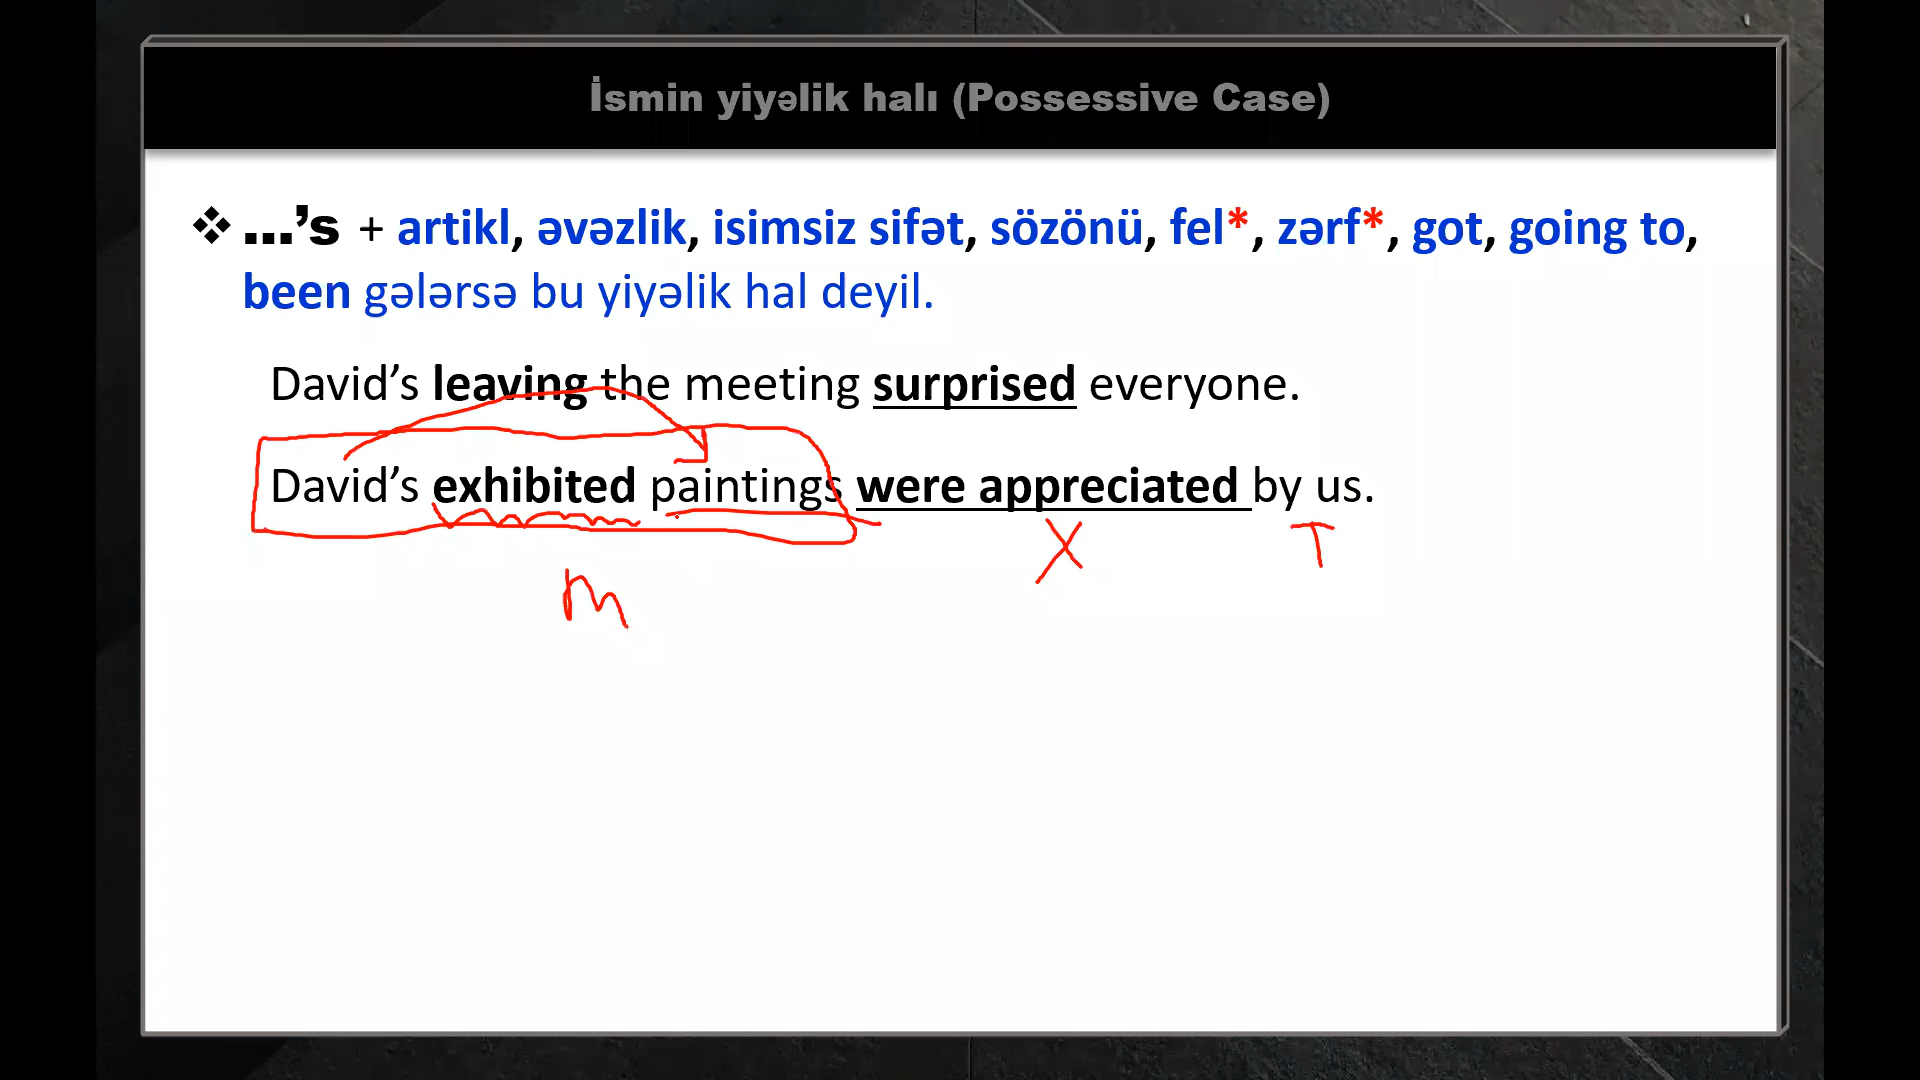 İsmin yiyəlik halı (Possessive Case)
❖ ...’s + artikl, əvəzlik, isimsiz sifət, sözönü, fel*, zərf*, got, going to,
been gələrsə bu yiyəlik hal deyil.
David’s leaving the meeting surprised everyone.
David’s exhibited paintings were appreciated by us.
X T
m